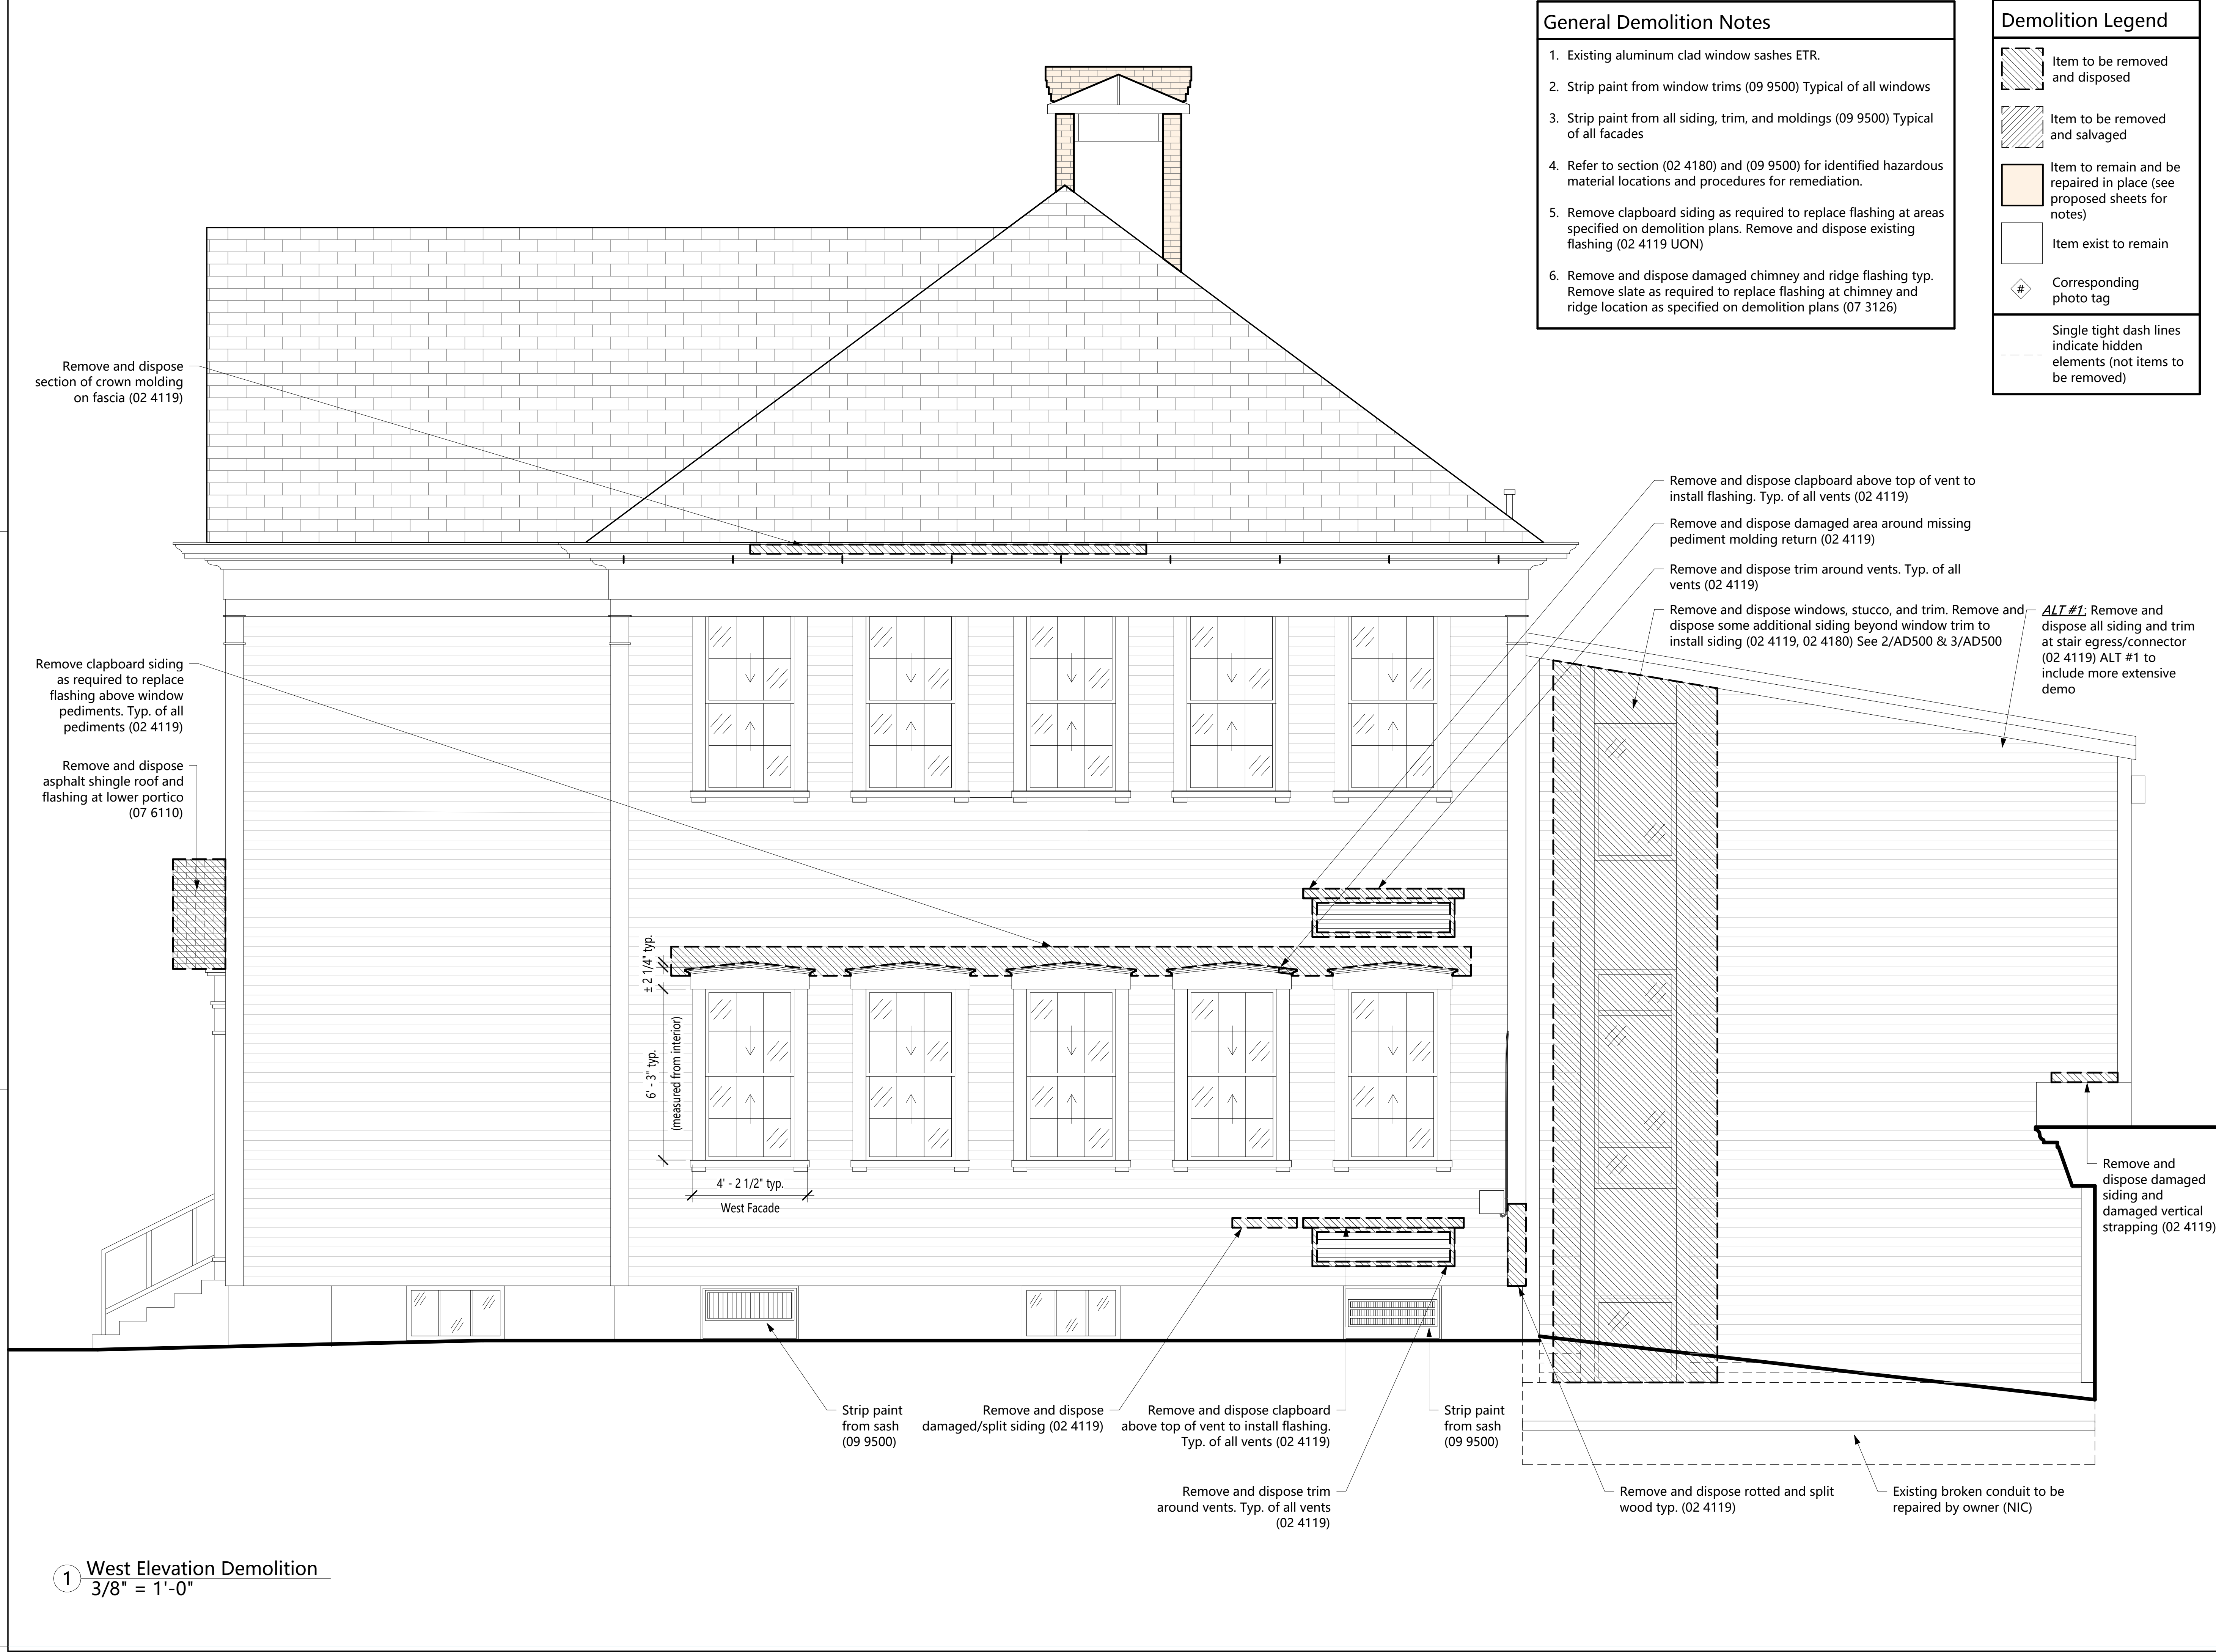 General Demolition Notes
1. Existing aluminum clad window sashes ETR.
2. Strip paint from window trims (09 9500) Typical of all windows
3. Strip paint from all siding, trim, and moldings (09 9500) Typical
of all facades
4. Refer to section (02 4180) and (09 9500) for identified hazardous
material locations and procedures for remediation.
5. Remove clapboard siding as required to replace flashing at areas
specified on demolition plans. Remove and dispose existing
flashing (02 4119 UON)
6. Remove and dispose damaged chimney and ridge flashing typ.
Remove slate as required to replace flashing at chimney and
ridge location as specified on demolition plans (07 3126)
Demolition Legend
Item to be removed
and disposed
Item to be removed
and salvaged
Item to remain and be
repaired in place (see
proposed sheets for
notes)
Item exist to remain
#
Corresponding
photo tag
Single tight dash lines
indicate hidden
elements (not items to
be removed)
Remove and dispose
section of crown molding
on fascia (02 4119)
Remove clapboard siding
as required to replace
flashing above window
pediments. Typ. of all
pediments (02 4119)
Remove and dispose
asphalt shingle roof and
flashing at lower portico
(07 6110)
Remove and dispose clapboard above top of vent to
install flashing. Typ. of all vents (02 4119)
Remove and dispose damaged area around missing
pediment molding return (02 4119)
Remove and dispose trim around vents. Typ. of all
vents (02 4119)
Remove and dispose windows, stucco, and trim. Remove and
dispose some additional siding beyond window trim to
install siding (02 4119, 02 4180) See 2/AD500 & 3/AD500
ALT #1: Remove and
dispose all siding and trim
at stair egress/connector
(02 4119) ALT #1 to
include more extensive
demo
± 2 1/4" typ.
6' - 3" typ.
(measured from interior)
4' - 2 1/2" typ.
West Facade
Remove and
dispose damaged
siding and
damaged vertical
strapping (02 4119)
Strip paint
from sash
(09 9500)
Remove and dispose
damaged/split siding (02 4119)
Remove and dispose clapboard
above top of vent to install flashing.
Typ. of all vents (02 4119)
Strip paint
from sash
(09 9500)
Remove and dispose trim
around vents. Typ. of all vents
(02 4119)
Remove and dispose rotted and split
wood typ. (02 4119)
Existing broken conduit to be
repaired by owner (NIC)
1 West Elevation Demolition
3/8" = 1'-0"